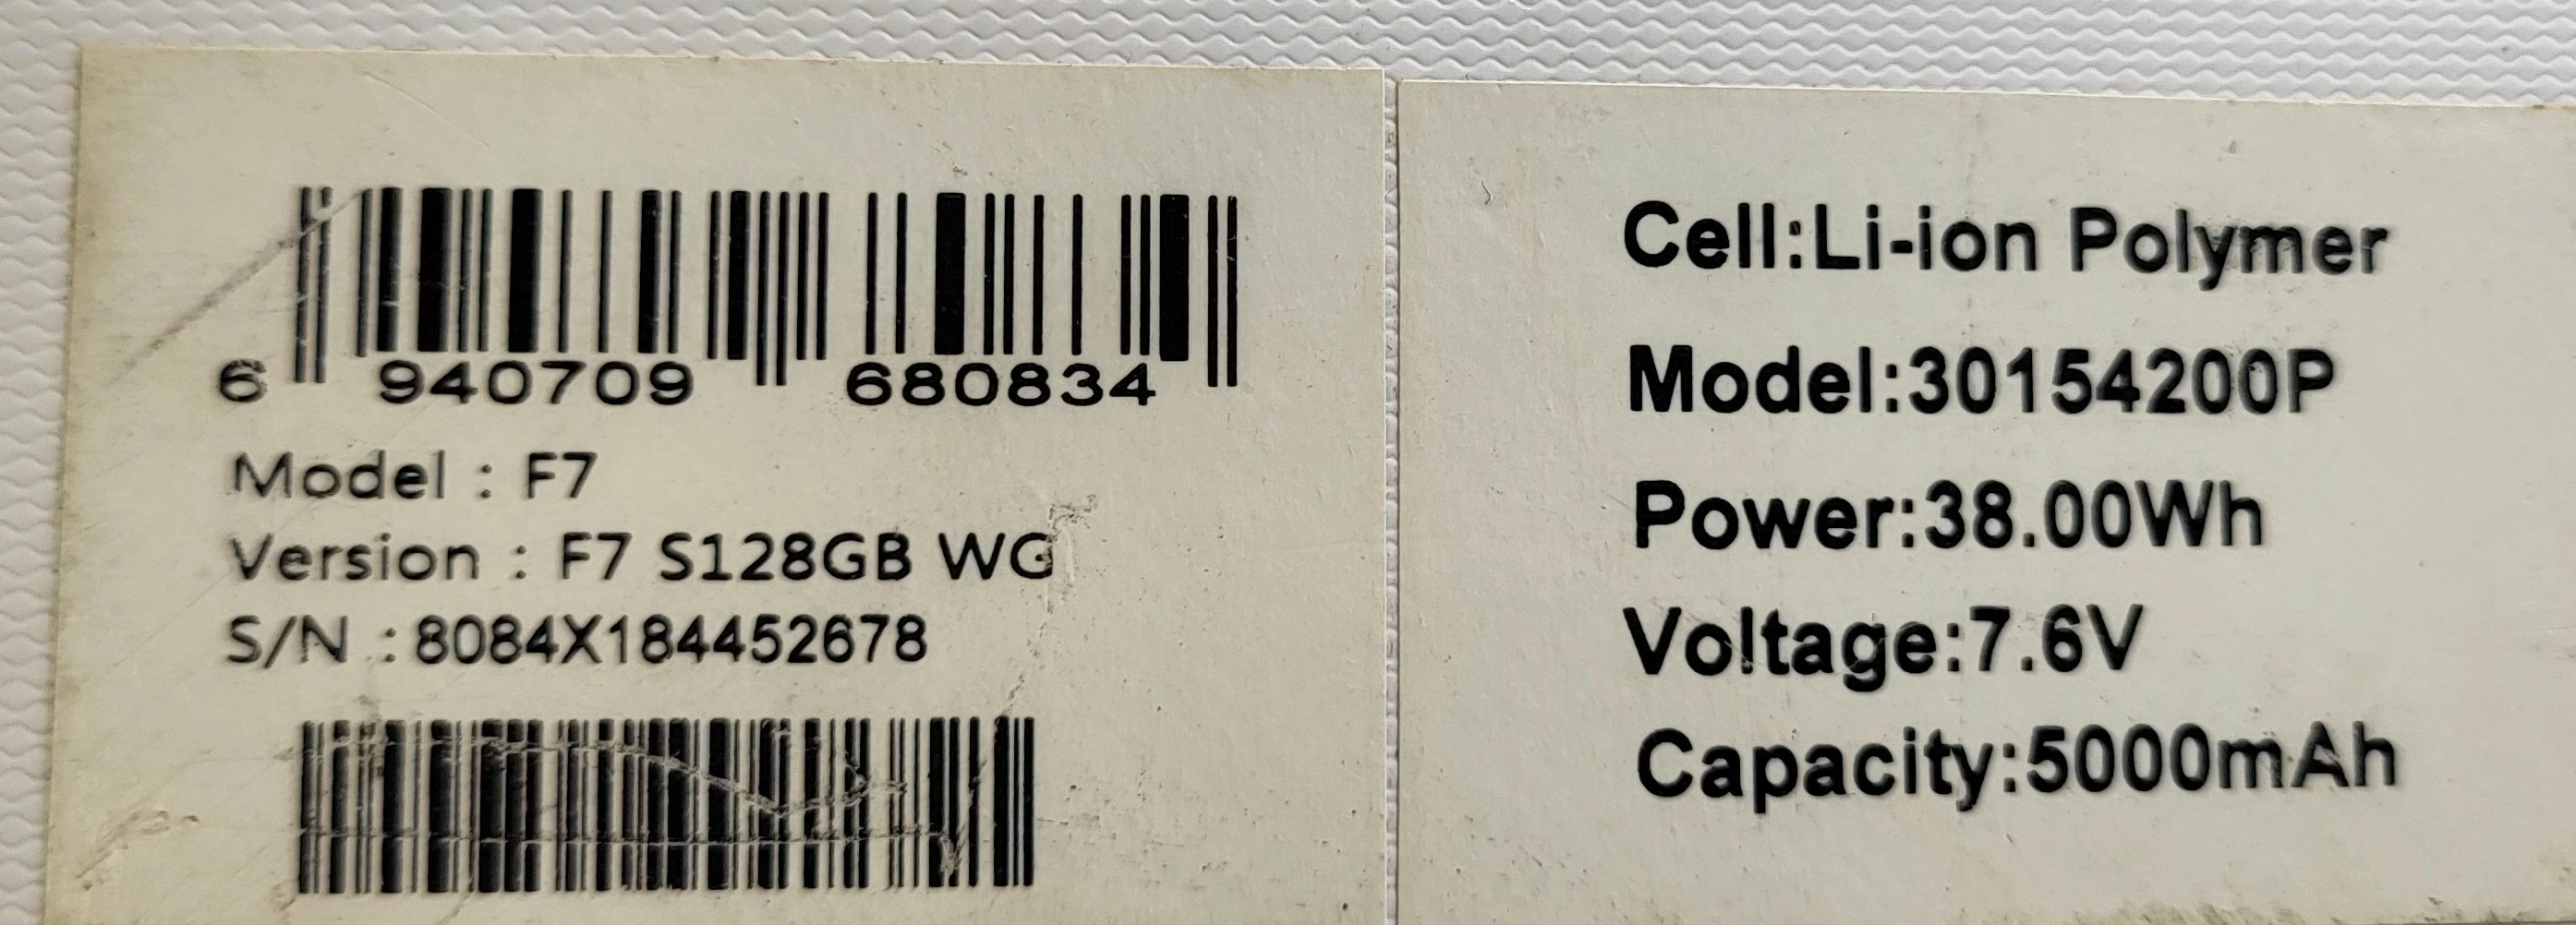 6 940709 680834
Model : F7
Version : F7 S128GB WG
S/N : 8084X184452678
Cell:Li-ion Polymer
Model:30154200P
Power:38.00Wh
Voltage:7.6V
Capacity:5000mAh